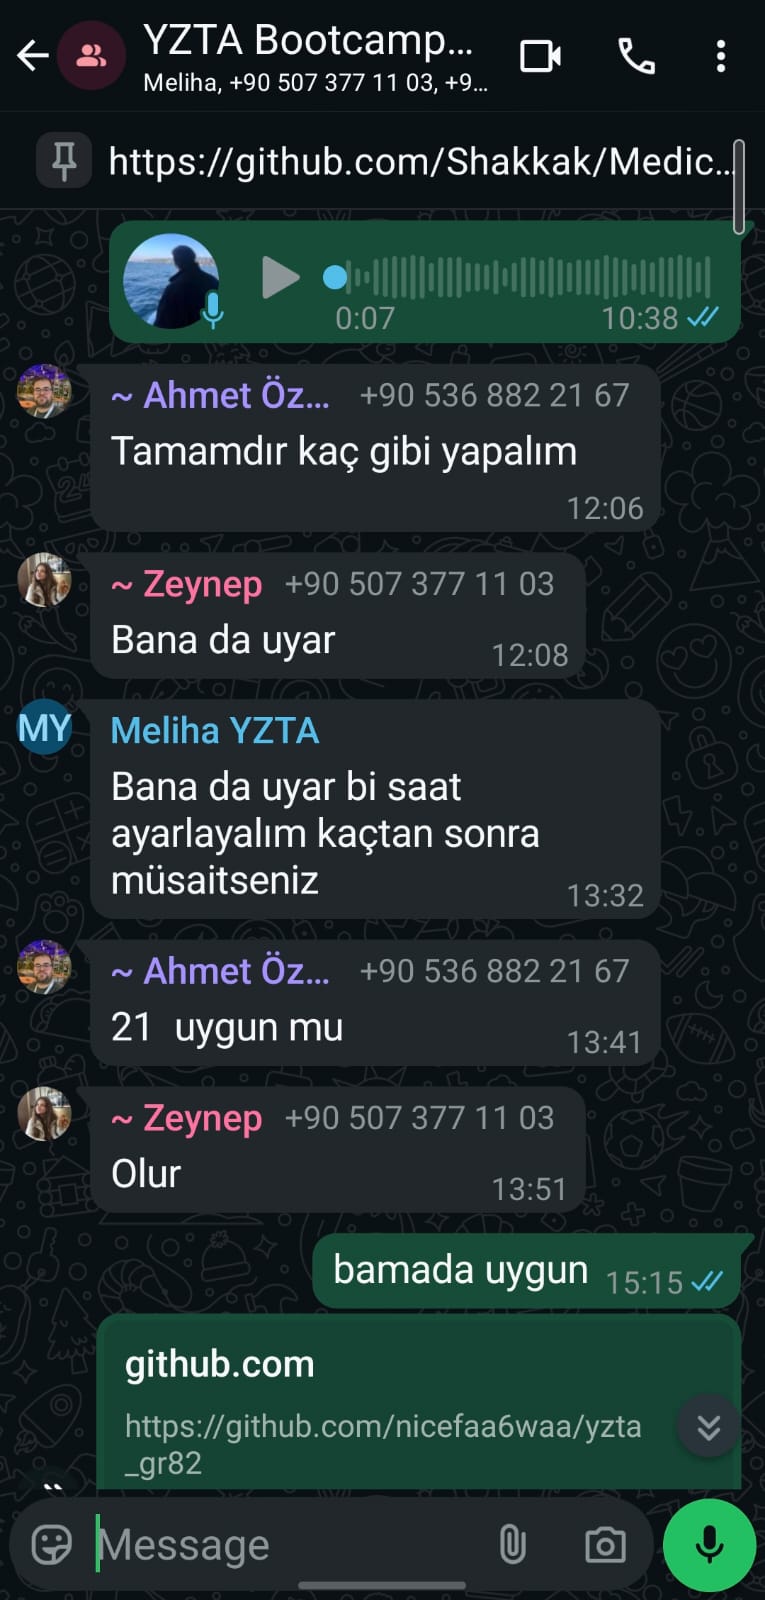 YZTA Bootcamp...
Meliha, +90 507 377 11 03, +9...
https://github.com/Shakkak/Medic...
0:07
10:38
~ Ahmet Öz... +90 536 882 21 67
Tamamdır kaç gibi yapalım
12:06
~ Zeynep +90 507 377 11 03
Bana da uyar
12:08
MY
Meliha YZTA
Bana da uyar bi saat
ayarlayalım kaçtan sonra
müsaitseniz
13:32
~ Ahmet Öz... +90 536 882 21 67
21 uygun mu
13:41
~ Zeynep +90 507 377 11 03
Olur
13:51
bamada uygun
15:15
github.com
https://github.com/nicefaa6waa/yzta
_gr82
Message